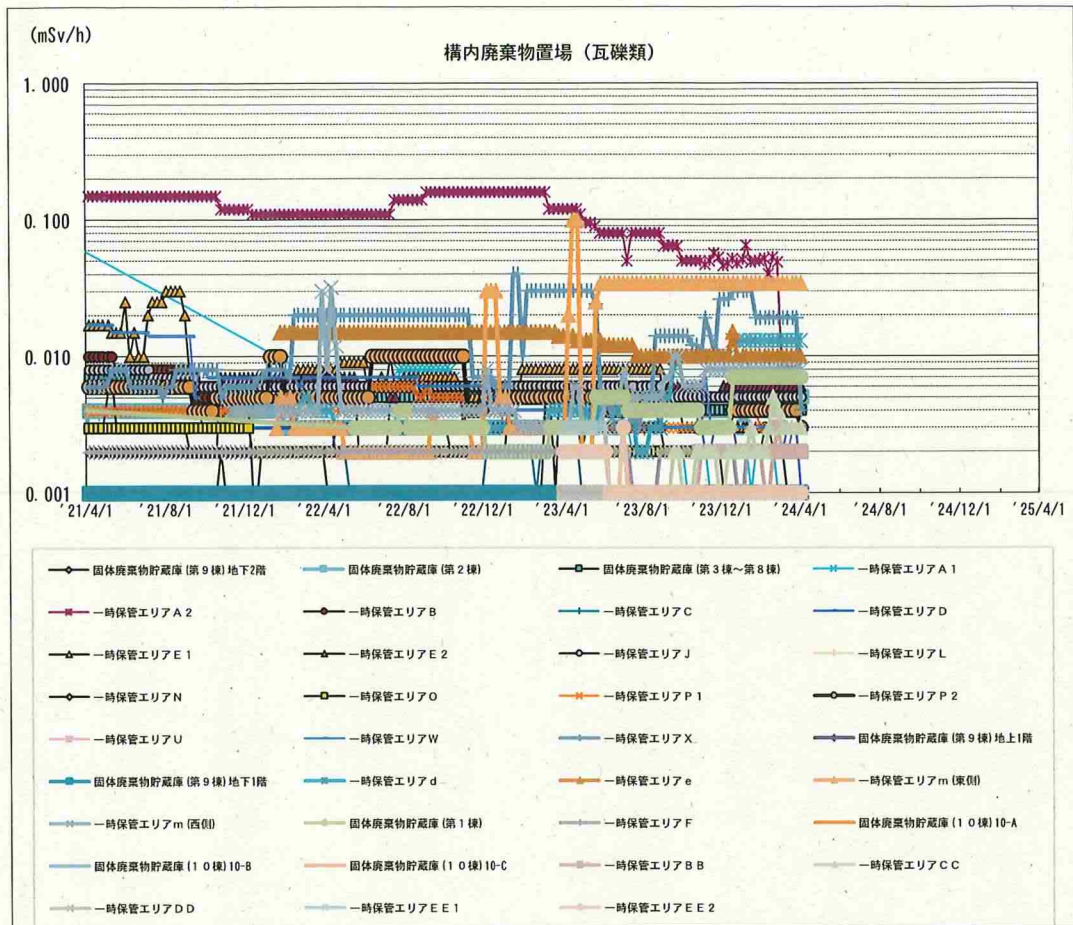 (mSv/h)
構内廃棄物置場（瓦礫類）
1.000
0.100
0.010
0.001
'21/4/1 '21/8/1 '21/12/1 '22/4/1 '22/8/1 '22/12/1 '23/4/1 '23/8/1 '23/12/1 '24/4/1 '24/8/1 '24/12/1 '25/4/1
固体廃棄物貯蔵庫(第9棟)地下2階 固体廃棄物貯蔵庫(第2棟) 固体廃棄物貯蔵庫(第3棟～第8棟) 一時保管エリアA1
一時保管エリアA2 一時保管エリアB 一時保管エリアC 一時保管エリアD
一時保管エリアE1 一時保管エリアE2 一時保管エリアJ 一時保管エリアL
一時保管エリアN 一時保管エリアO 一時保管エリアP1 一時保管エリアP2
一時保管エリアU 一時保管エリアW 一時保管エリアX 固体廃棄物貯蔵庫(第9棟)地上1階
固体廃棄物貯蔵庫(第9棟)地下1階 一時保管エリアd 一時保管エリアe 一時保管エリアm(東側)
一時保管エリアm(西側) 固体廃棄物貯蔵庫(第1棟) 一時保管エリアF 固体廃棄物貯蔵庫(10棟)10-A
固体廃棄物貯蔵庫(10棟)10-B 固体廃棄物貯蔵庫(10棟)10-C 一時保管エリアBB 一時保管エリアCC
一時保管エリアDD 一時保管エリアEE1 一時保管エリアEE2